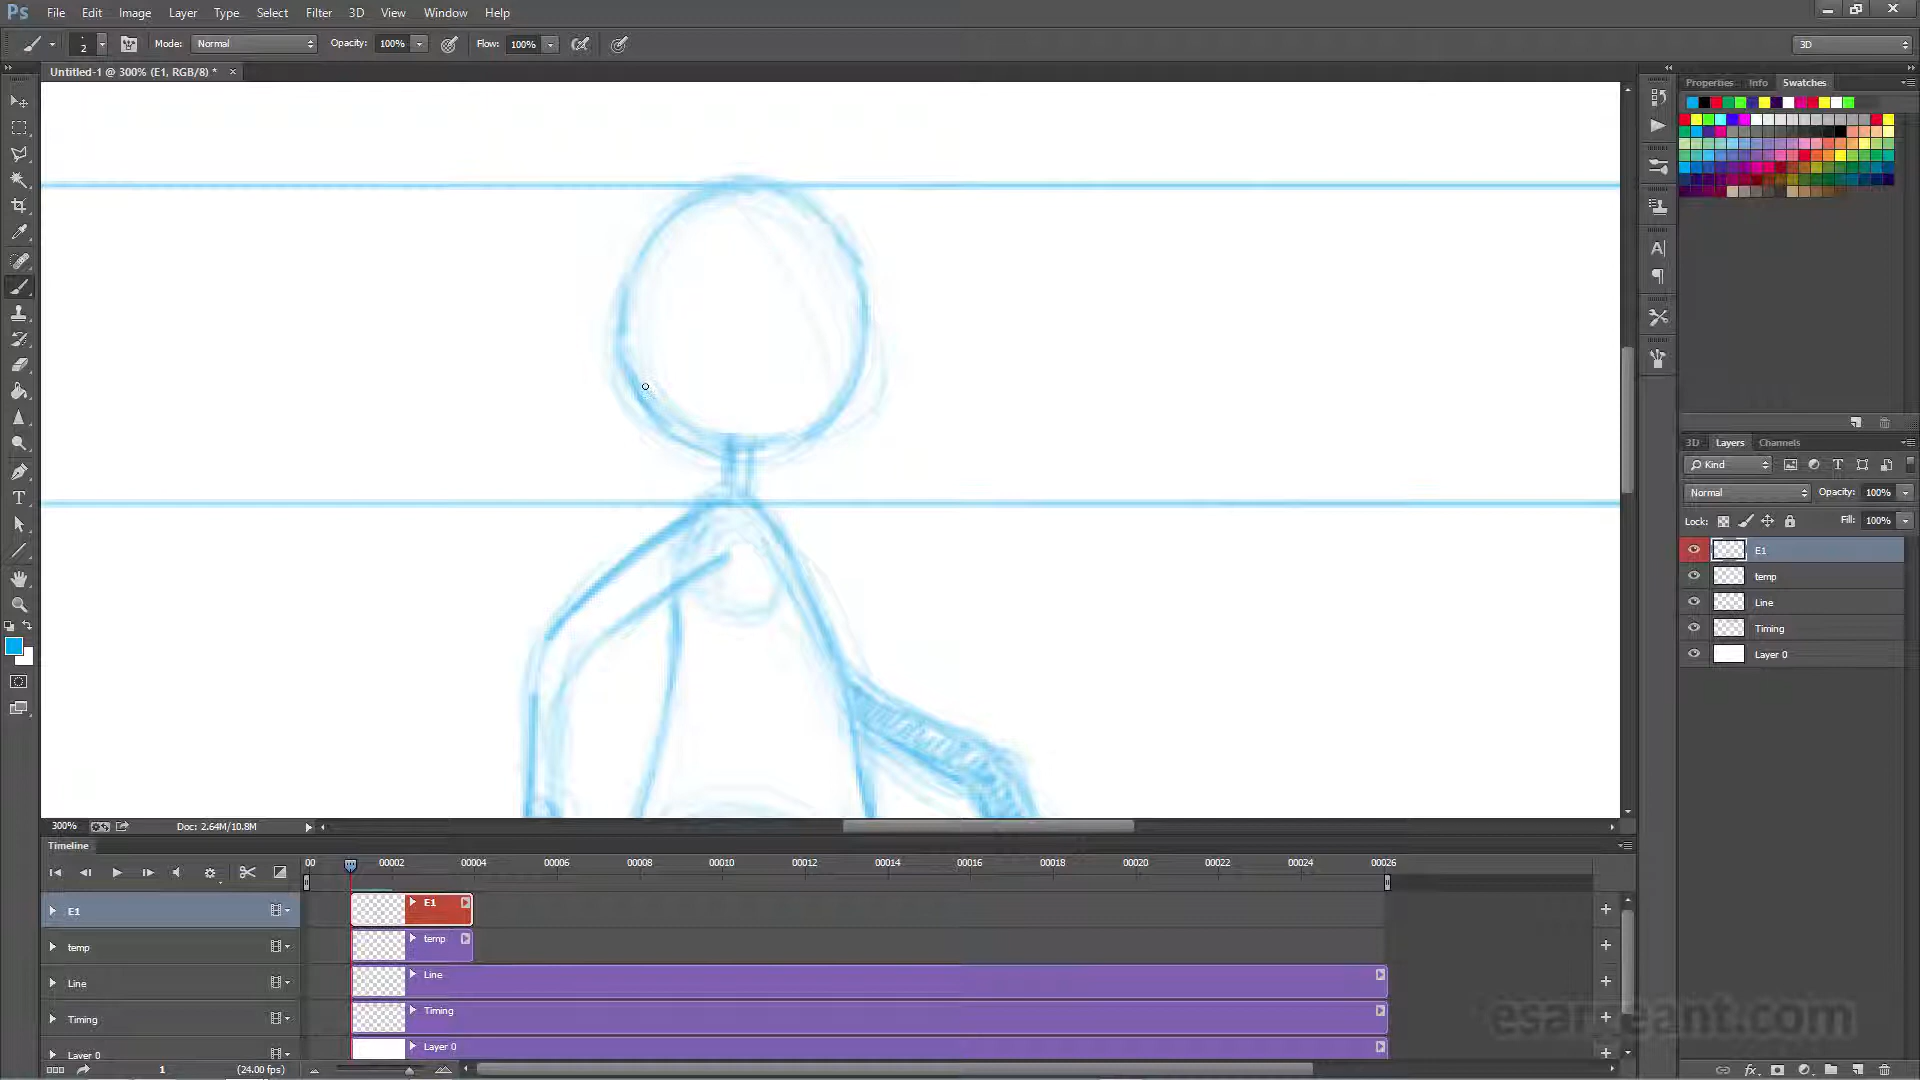 Ps File Edit Image Layer Type Select Filter 3D View Window Help
2 Mode: Normal Opacity: 100% Flow: 100% 3D
Untitled-1 @ 300% (E1, RGB/8) * ×
Properties Info Swatches
3D Layers Channels
Kind
Normal Opacity: 100%
Lock: Fill: 100%
E1
temp
Line
Timing
Layer 0
300% Doc: 2.64M/10.8M
Timeline
00 00002 00004 00006 00008 00010 00012 00014 00016 00018 00020 00022 00024 00026
E1 E1
temp temp
Line Line
Timing Timing
Layer 0 Layer 0
1 (24.00 fps)
esargeant.com